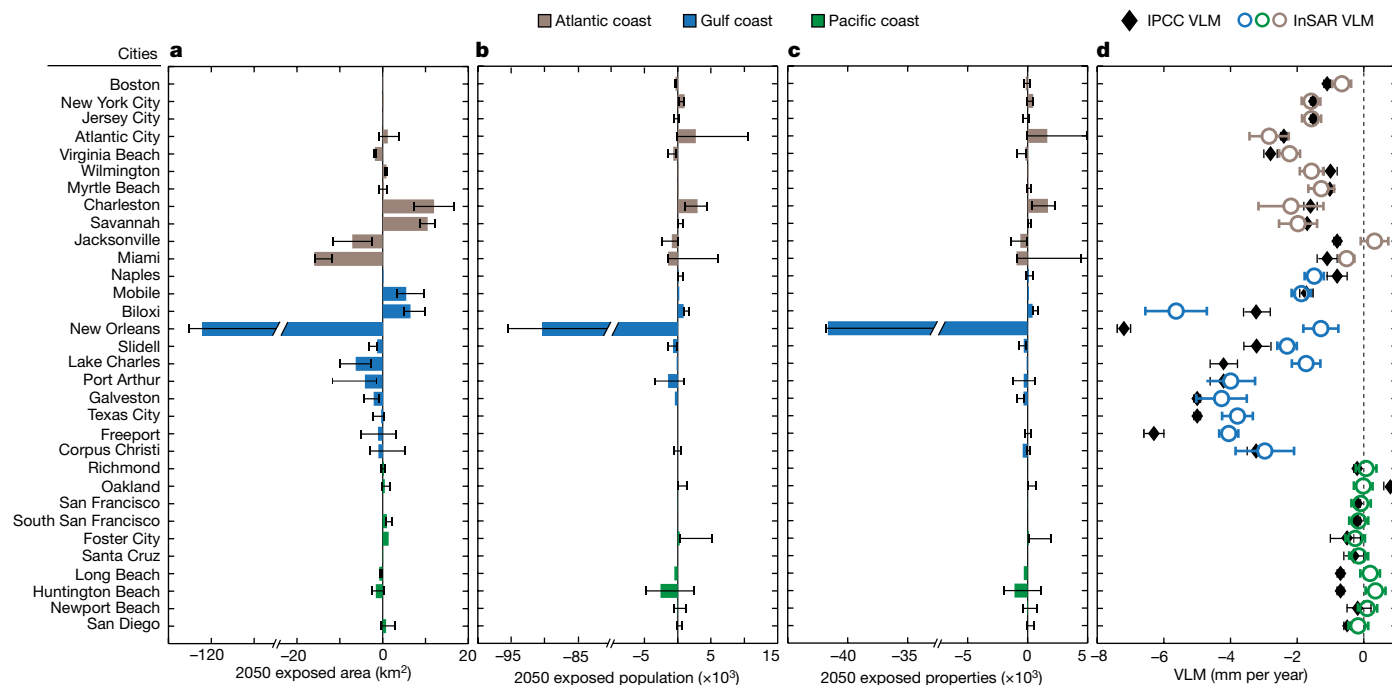 Atlantic coast Gulf coast Pacific coast IPCC VLM InSAR VLM
Cities a b c d
Boston
New York City
Jersey City
Atlantic City
Virginia Beach
Wilmington
Myrtle Beach
Charleston
Savannah
Jacksonville
Miami
Naples
Mobile
Biloxi
New Orleans
Slidell
Lake Charles
Port Arthur
Galveston
Texas City
Freeport
Corpus Christi
Richmond
Oakland
San Francisco
South San Francisco
Foster City
Santa Cruz
Long Beach
Huntington Beach
Newport Beach
San Diego
−120 −20 0 20 −95 −85 −5 5 15 −40 −35 −5 0 5 −8 −6 −4 −2 0
2050 exposed area (km²) 2050 exposed population (×10³) 2050 exposed properties (×10³) VLM (mm per year)